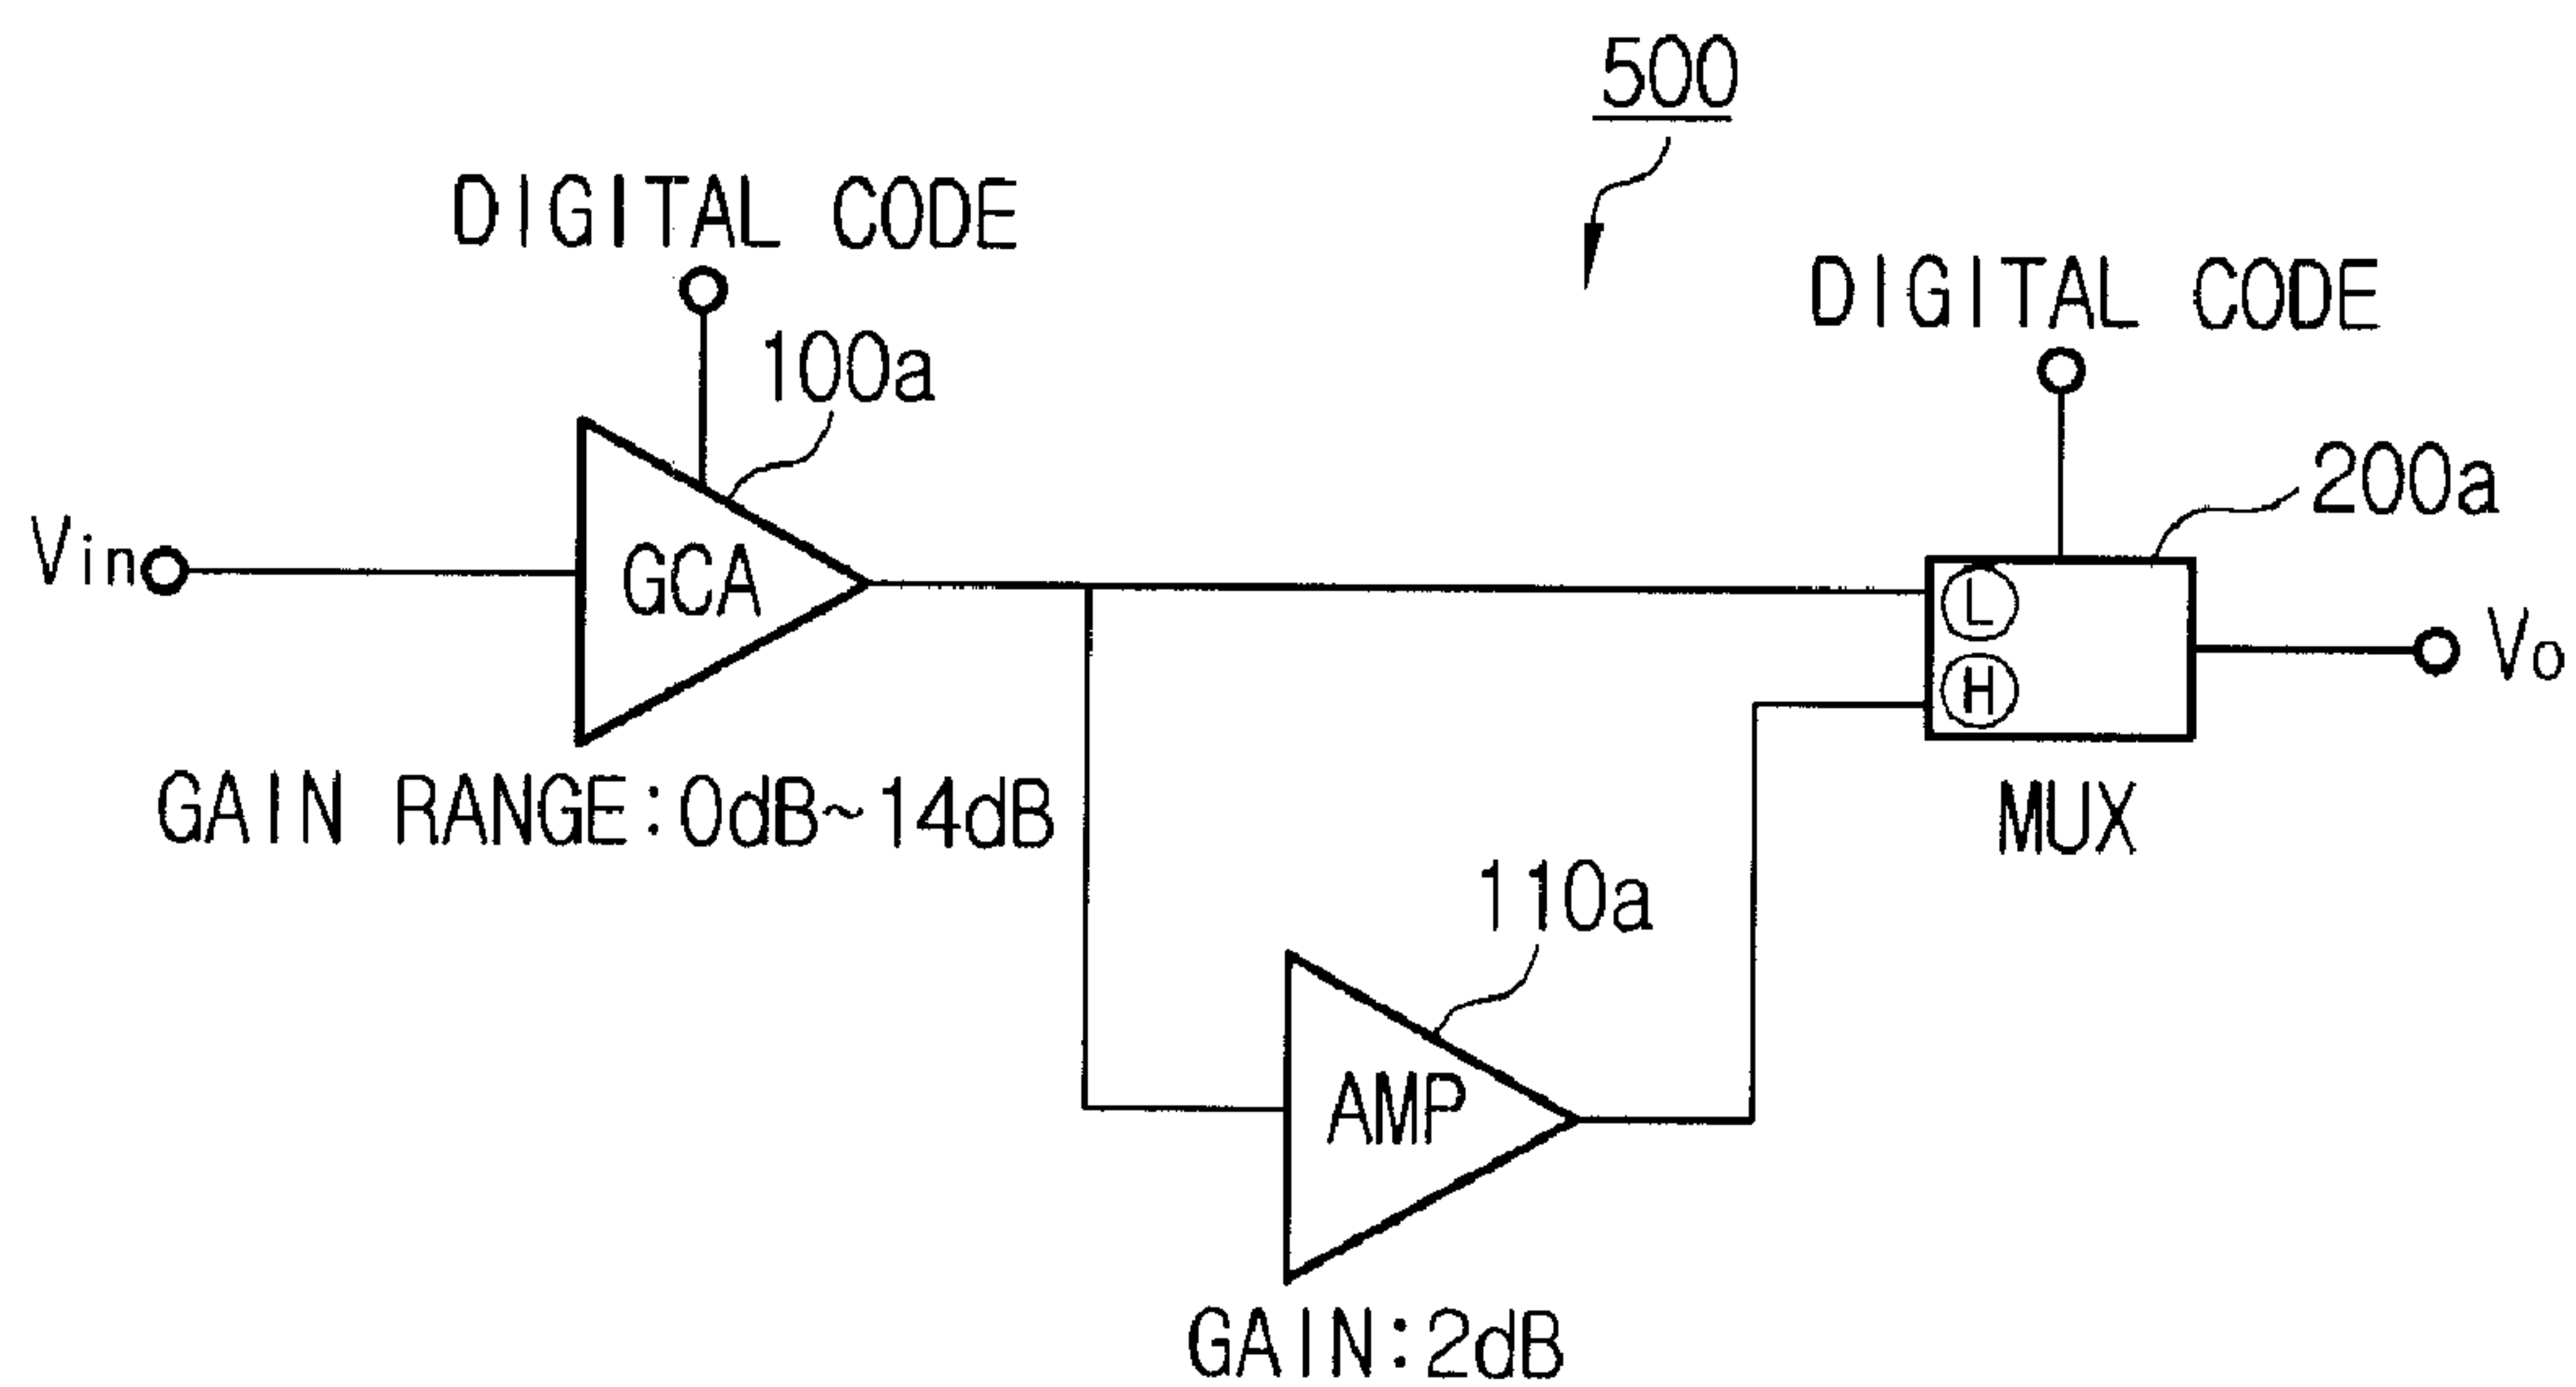 500
DIGITAL CODE
DIGITAL CODE
100a
200a
Vin
GCA
L
H
Vo
GAIN RANGE:0dB~14dB
MUX
110a
AMP
GAIN:2dB